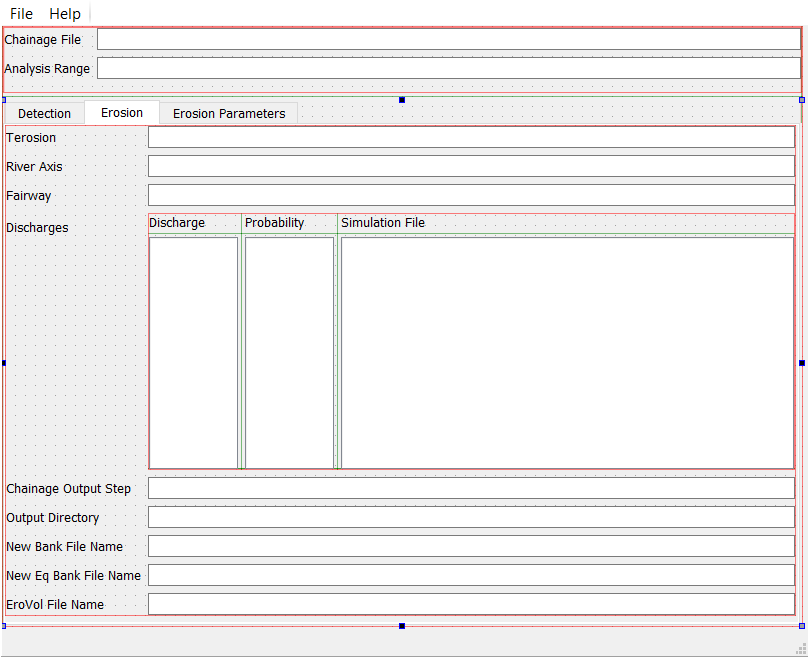 File Help
Chainage File
Analysis Range
Detection Erosion Erosion Parameters
Terosion
River Axis
Fairway
Discharges Discharge Probability Simulation File
Chainage Output Step
Output Directory
New Bank File Name
New Eq Bank File Name
EroVol File Name